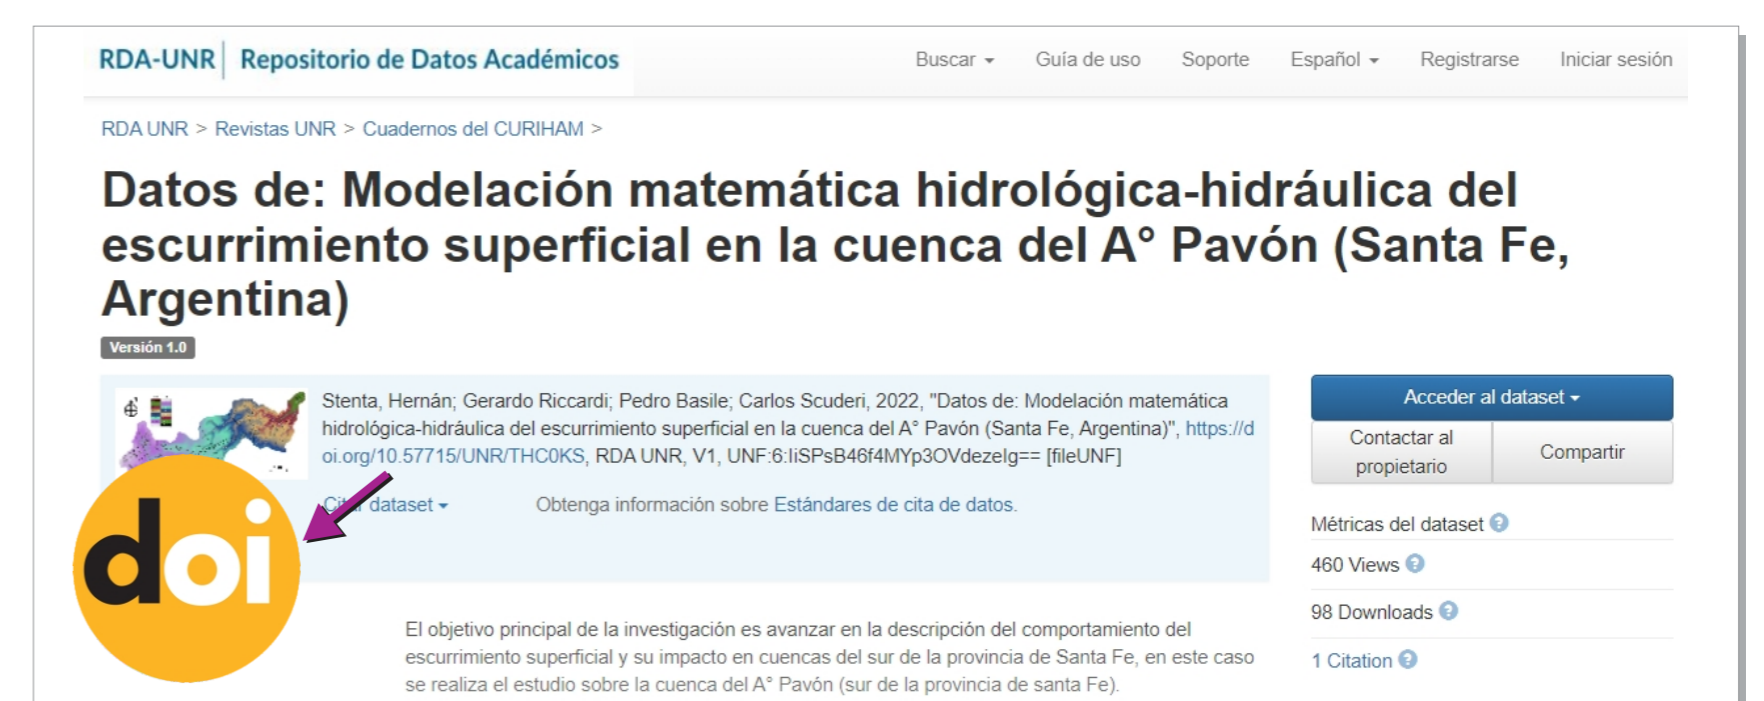 RDA-UNR | Repositorio de Datos Académicos
Buscar Guía de uso Soporte Español Registrarse Iniciar sesión
RDA UNR > Revistas UNR > Cuadernos del CURIHAM >
Datos de: Modelación matemática hidrológica-hidráulica del
escurrimiento superficial en la cuenca del A° Pavón (Santa Fe,
Argentina)
Versión 1.0
Stenta, Hernán; Gerardo Riccardi; Pedro Basile; Carlos Scuderi, 2022, "Datos de: Modelación matemática
hidrológica-hidráulica del escurrimiento superficial en la cuenca del A° Pavón (Santa Fe, Argentina)", https://d
oi.org/10.57715/UNR/THC0KS, RDA UNR, V1, UNF:6:IiSPsB46f4MYp3OVdezeIg== [fileUNF]
Citar dataset Obtenga información sobre Estándares de cita de datos.
doi
El objetivo principal de la investigación es avanzar en la descripción del comportamiento del
escurrimiento superficial y su impacto en cuencas del sur de la provincia de Santa Fe, en este caso
se realiza el estudio sobre la cuenca del A° Pavón (sur de la provincia de santa Fe).
Acceder al dataset
Contactar al
propietario
Compartir
Métricas del dataset ?
460 Views ?
98 Downloads ?
1 Citation ?